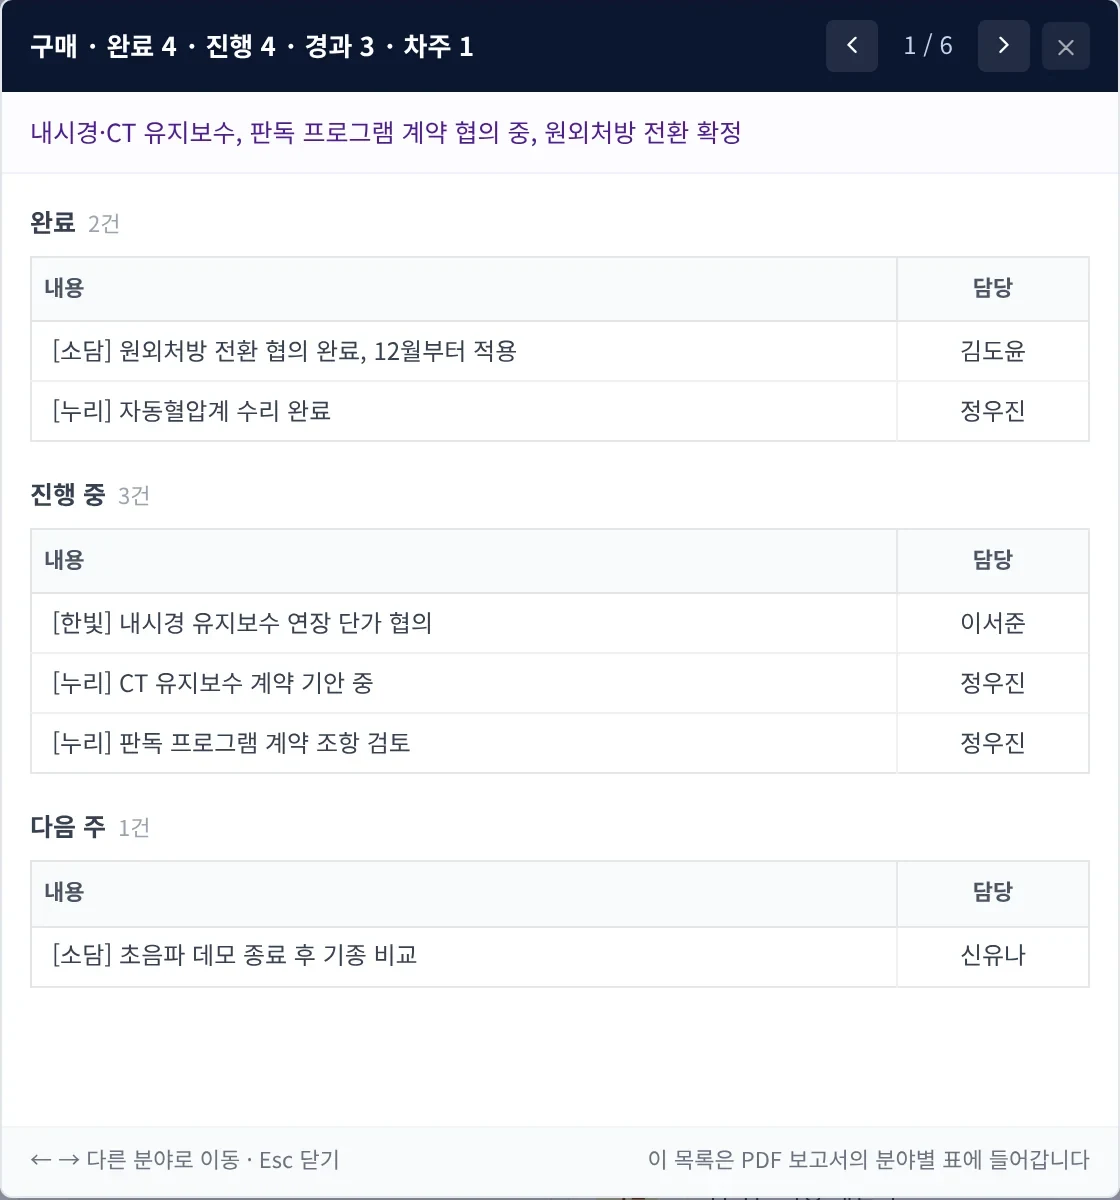 구매 · 완료 4 · 진행 4 · 경과 3 · 차주 1
1 / 6
내시경·CT 유지보수, 판독 프로그램 계약 협의 중, 원외처방 전환 확정
완료 2건
내용 담당
[소담] 원외처방 전환 협의 완료, 12월부터 적용 김도윤
[누리] 자동혈압계 수리 완료 정우진
진행 중 3건
내용 담당
[한빛] 내시경 유지보수 연장 단가 협의 이서준
[누리] CT 유지보수 계약 기안 중 정우진
[누리] 판독 프로그램 계약 조항 검토 정우진
다음 주 1건
내용 담당
[소담] 초음파 데모 종료 후 기종 비교 신유나
← → 다른 분야로 이동 · Esc 닫기 이 목록은 PDF 보고서의 분야별 표에 들어갑니다